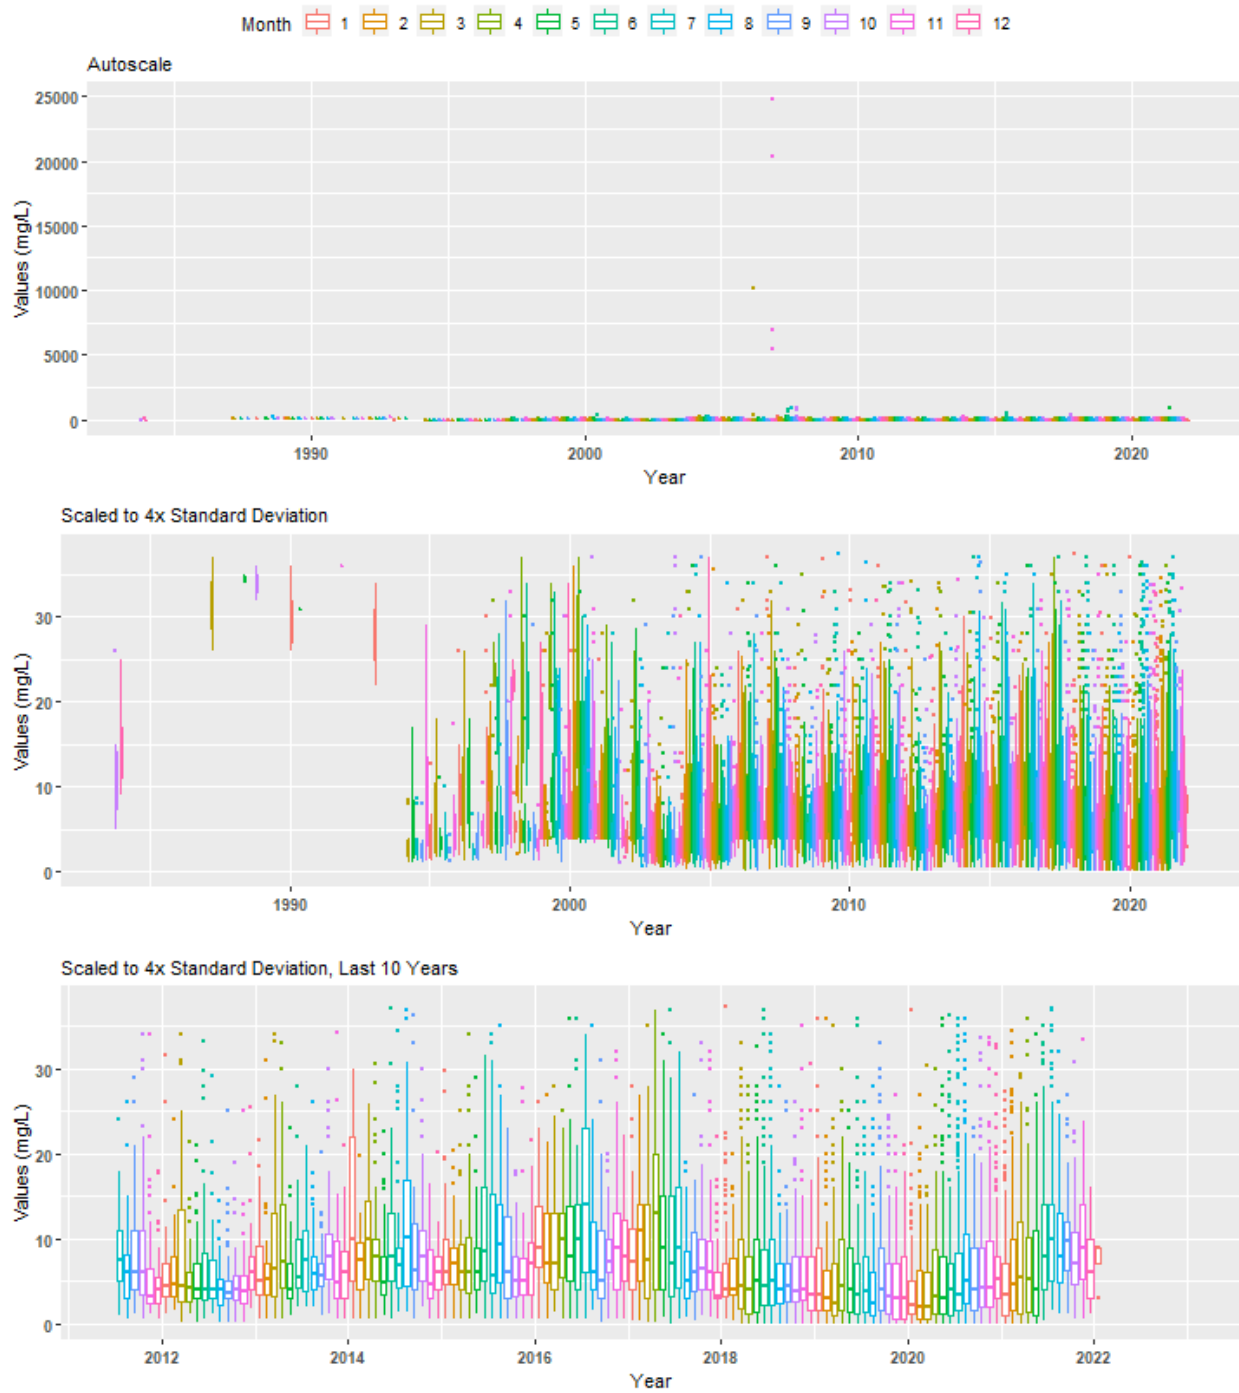 Month 1 2 3 4 5 6 7 8 9 10 11 12
Autoscale
25000
20000
15000
10000
5000
0
Values (mg/L)
1990 2000 2010 2020
Year
Scaled to 4x Standard Deviation
30
20
10
0
Values (mg/L)
1990 2000 2010 2020
Year
Scaled to 4x Standard Deviation, Last 10 Years
30
20
10
0
Values (mg/L)
2012 2014 2016 2018 2020 2022
Year